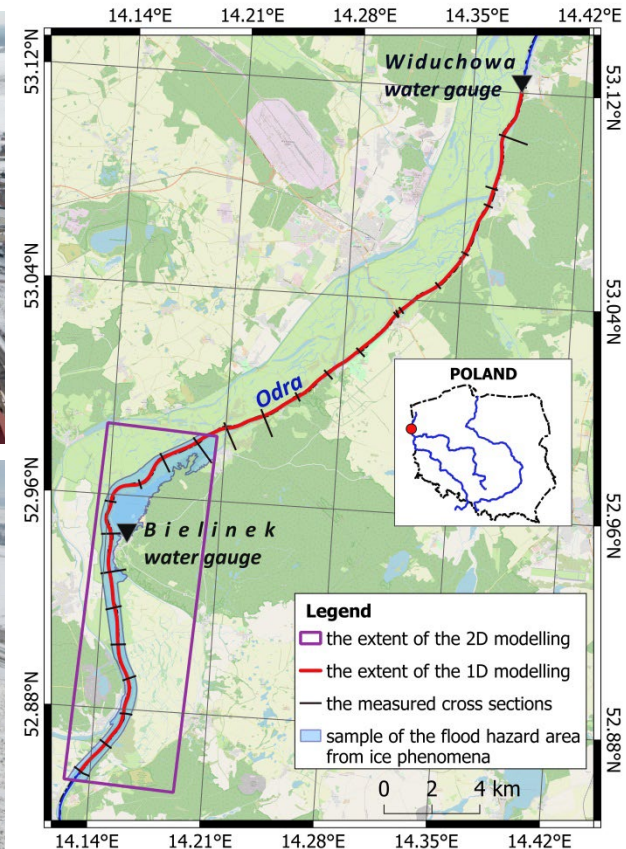 14.14°E 14.21°E 14.28°E 14.35°E 14.42°E
53.12°N
Widuchowa
water gauge
53.12°N
53.04°N
53.04°N
POLAND
Odra
52.96°N
52.96°N
Bielinek
water gauge
Legend
the extent of the 2D modelling
the extent of the 1D modelling
the measured cross sections
sample of the flood hazard area
from ice phenomena
52.88°N
52.88°N
0 2 4 km
14.14°E 14.21°E 14.28°E 14.35°E 14.42°E